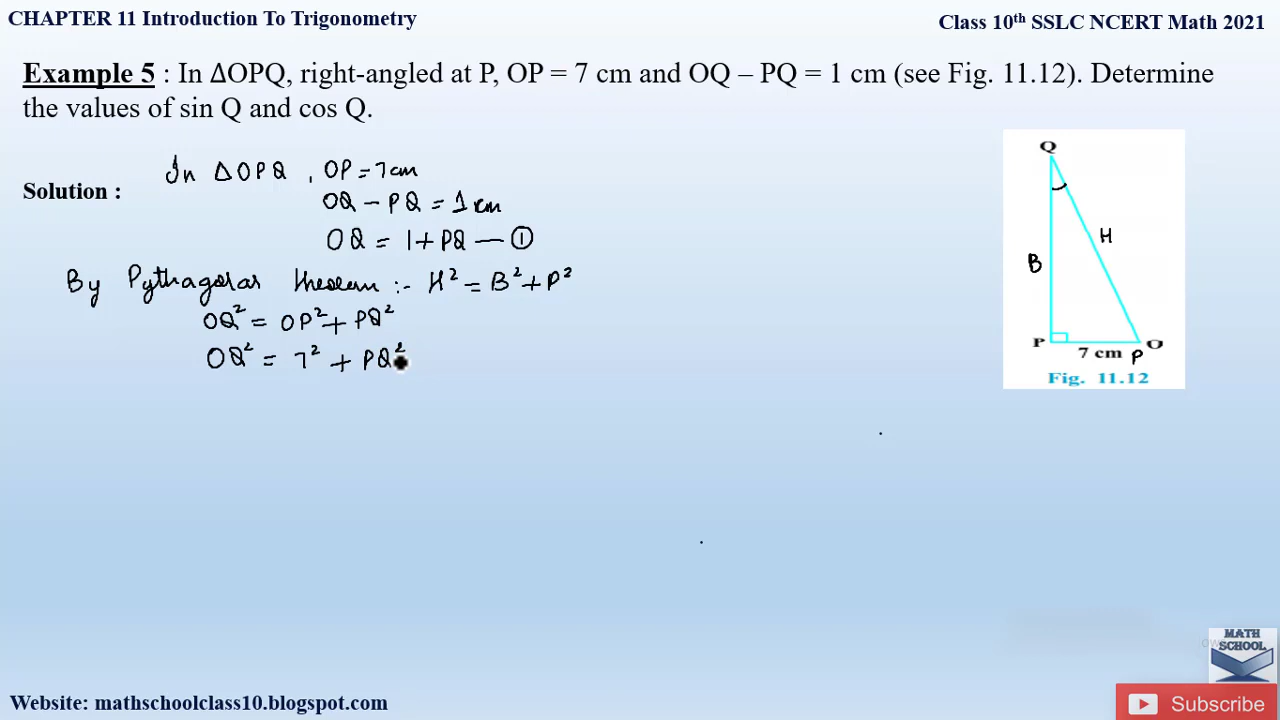 CHAPTER 11 Introduction To Trigonometry
Class 10th SSLC NCERT Math 2021
Example 5 : In ΔOPQ, right-angled at P, OP = 7 cm and OQ – PQ = 1 cm (see Fig. 11.12). Determine
the values of sin Q and cos Q.
Solution :
In ΔOPQ , OP = 7 cm
OQ – PQ = 1 cm
OQ = 1 + PQ — ①
By Pythagoras theorem :- H² = B² + P²
OQ² = OP² + PQ²
OQ² = 7² + PQ²
Q
H
B
P
O
7 cm P
Fig. 11.12
MATH
SCHOOL
Website: mathschoolclass10.blogspot.com
Subscribe